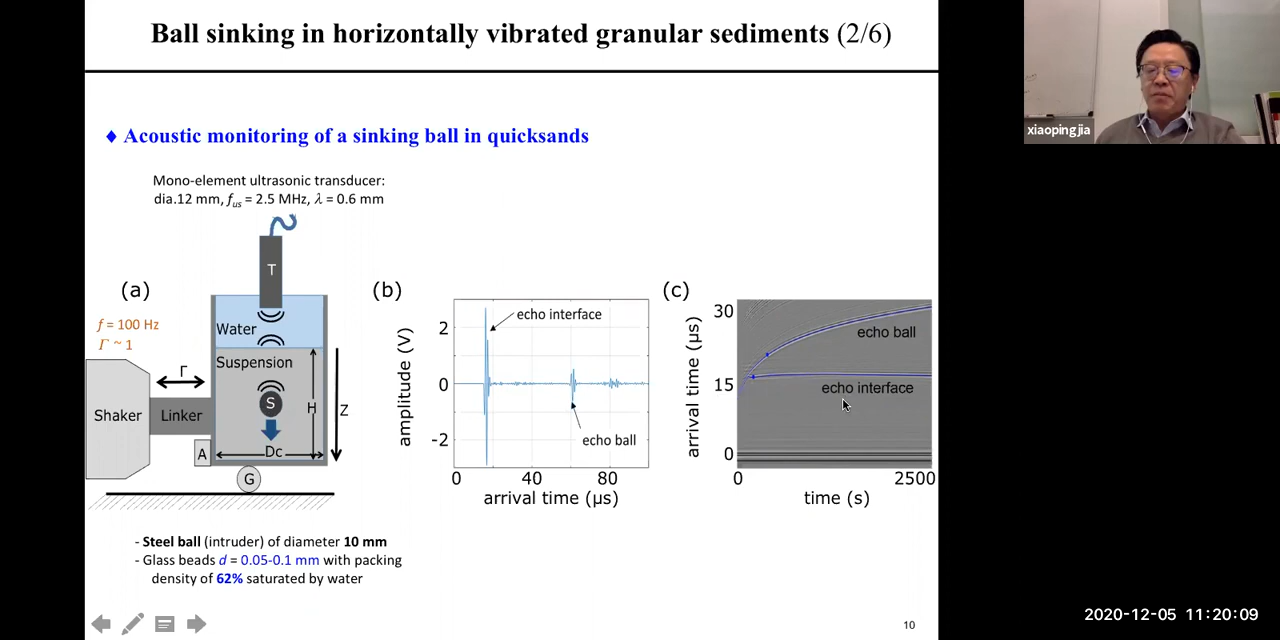 Ball sinking in horizontally vibrated granular sediments (2/6)
xiaopingjia
♦ Acoustic monitoring of a sinking ball in quicksands
Mono-element ultrasonic transducer:
dia.12 mm, fus = 2.5 MHz, λ = 0.6 mm
(a)
f = 100 Hz
Γ ~ 1
T
Water
Suspension
Γ
Shaker
Linker
S
H
Z
A
Dc
G
(b)
echo interface
amplitude (V)
2
0
-2
echo ball
0 40 80
arrival time (μs)
(c)
arrival time (μs)
30
15
0
echo ball
echo interface
0 2500
time (s)
- Steel ball (intruder) of diameter 10 mm
- Glass beads d = 0.05-0.1 mm with packing
density of 62% saturated by water
10
2020-12-05 11:20:09